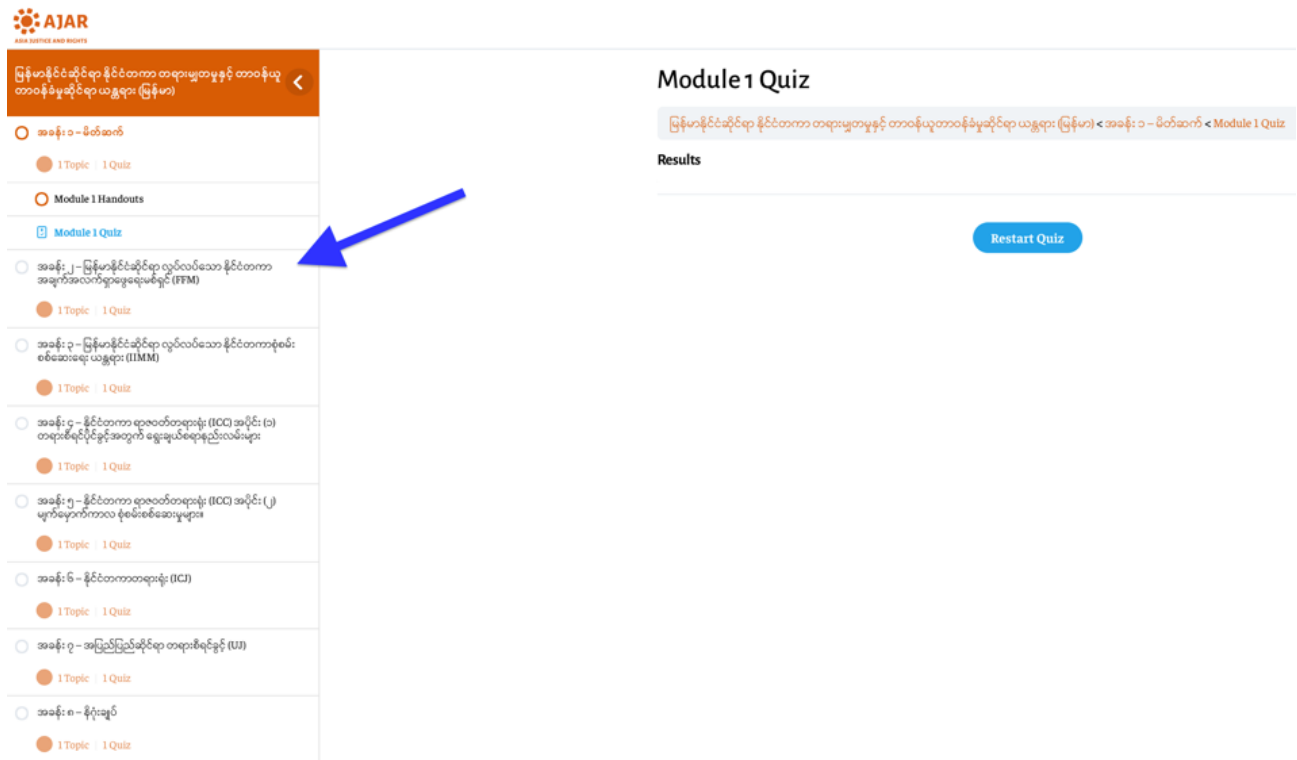 AJAR
ASIA JUSTICE AND RIGHTS
မြန်မာနိုင်ငံဆိုင်ရာ နိုင်ငံတကာ တရားမျှတမှုနှင့် တာဝန်ယူ
တာဝန်ခံမှုဆိုင်ရာ ယန္တရား (မြန်မာ)
အခန်း ၁ – မိတ်ဆက်
1 Topic | 1 Quiz
Module 1 Handouts
Module 1 Quiz
အခန်း ၂ – မြန်မာနိုင်ငံဆိုင်ရာ လွပ်လပ်သော နိုင်ငံတကာ
အချက်အလက်ရှာဖွေရေးမစ်ရှင် (FFM)
1 Topic | 1 Quiz
အခန်း ၃ – မြန်မာနိုင်ငံဆိုင်ရာ လွပ်လပ်သော နိုင်ငံတကာစုံစမ်း
စစ်ဆေးရေး ယန္တရား (IIMM)
1 Topic | 1 Quiz
အခန်း ၄ – နိုင်ငံတကာ ရာဇဝတ်တရားရုံး (ICC) အပိုင်း (၁)
တရားစီရင်ပိုင်ခွင့်အတွက် ရွေးချယ်စရာနည်းလမ်းများ
1 Topic | 1 Quiz
အခန်း ၅ – နိုင်ငံတကာ ရာဇဝတ်တရားရုံး (ICC) အပိုင်း (၂)
မျက်မှောက်ကာလ စုံစမ်းစစ်ဆေးမှုများ။
1 Topic | 1 Quiz
အခန်း ၆ – နိုင်ငံတကာတရားရုံး (ICJ)
1 Topic | 1 Quiz
အခန်း ၇ – အပြည်ပြည်ဆိုင်ရာ တရားစီရင်ခွင့် (UJ)
1 Topic | 1 Quiz
အခန်း ၈ – နိဂုံးချုပ်
1 Topic | 1 Quiz
Module 1 Quiz
မြန်မာနိုင်ငံဆိုင်ရာ နိုင်ငံတကာ တရားမျှတမှုနှင့် တာဝန်ယူတာဝန်ခံမှုဆိုင်ရာ ယန္တရား (မြန်မာ) < အခန်း ၁ – မိတ်ဆက် < Module 1 Quiz
Results
Restart Quiz